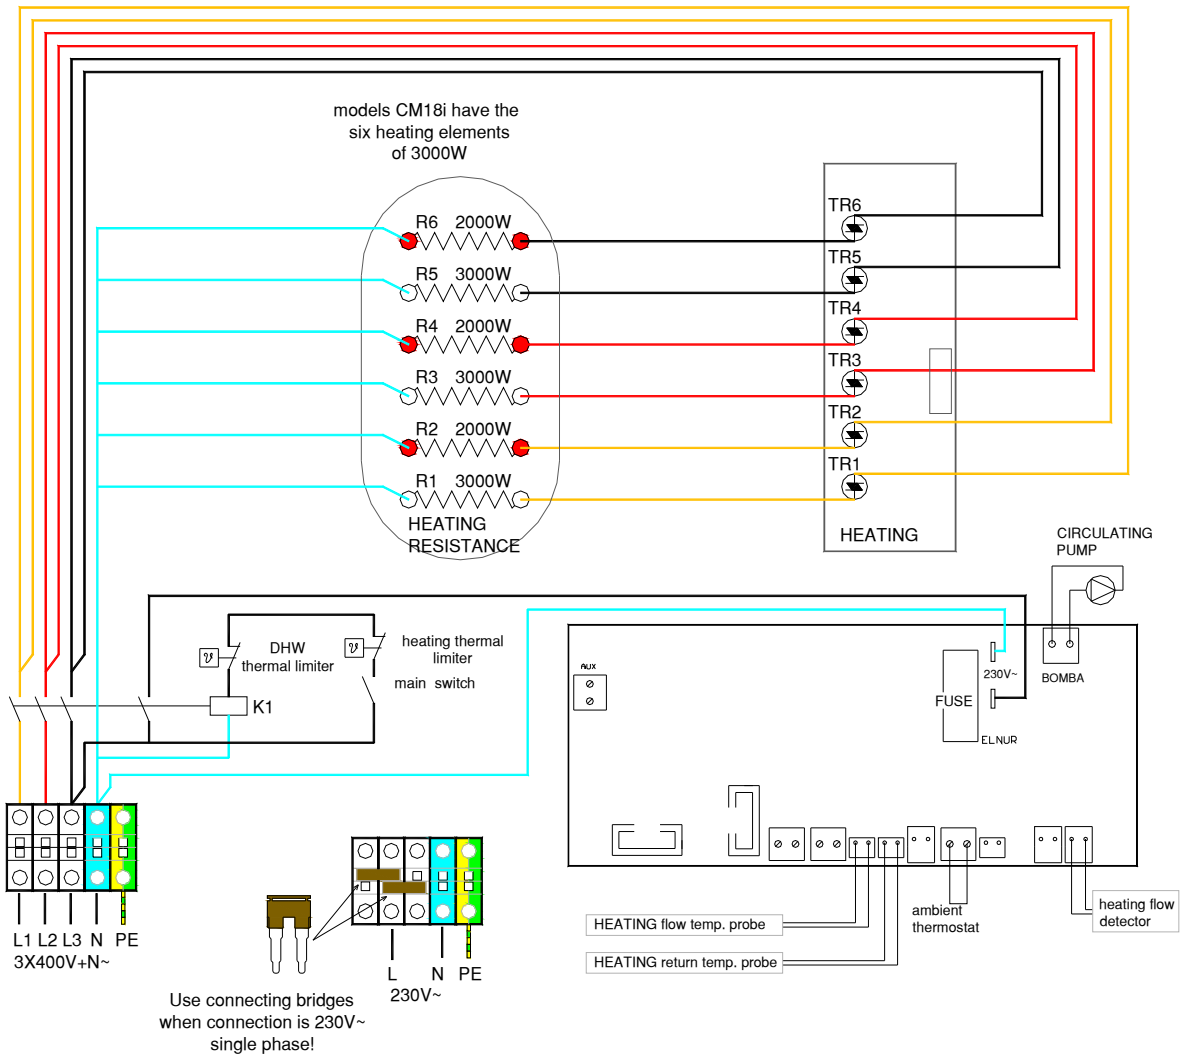 models CM18i have the
six heating elements
of 3000W
R6 2000W
R5 3000W
R4 2000W
R3 3000W
R2 2000W
R1 3000W
HEATING
RESISTANCE
TR6
TR5
TR4
TR3
TR2
TR1
HEATING
CIRCULATING
PUMP
DHW
thermal limiter
heating thermal
limiter
main switch
K1
AUX
230V~
BOMBA
FUSE
ELNUR
L1 L2 L3 N PE
3X400V+N~
L N PE
230V~
Use connecting bridges
when connection is 230V~
single phase!
HEATING flow temp. probe
HEATING return temp. probe
ambient
thermostat
heating flow
detector